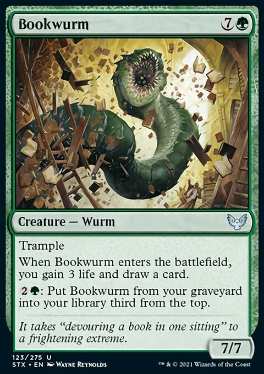 Bookwurm 7
Creature — Wurm
Trample
When Bookwurm enters the battlefield,
you gain 3 life and draw a card.
2: Put Bookwurm from your graveyard
into your library third from the top.
It takes “devouring a book in one sitting” to
a frightening extreme.
7/7
123/275 U
STX • EN WAYNE REYNOLDS
™ & © 2021 Wizards of the Coast